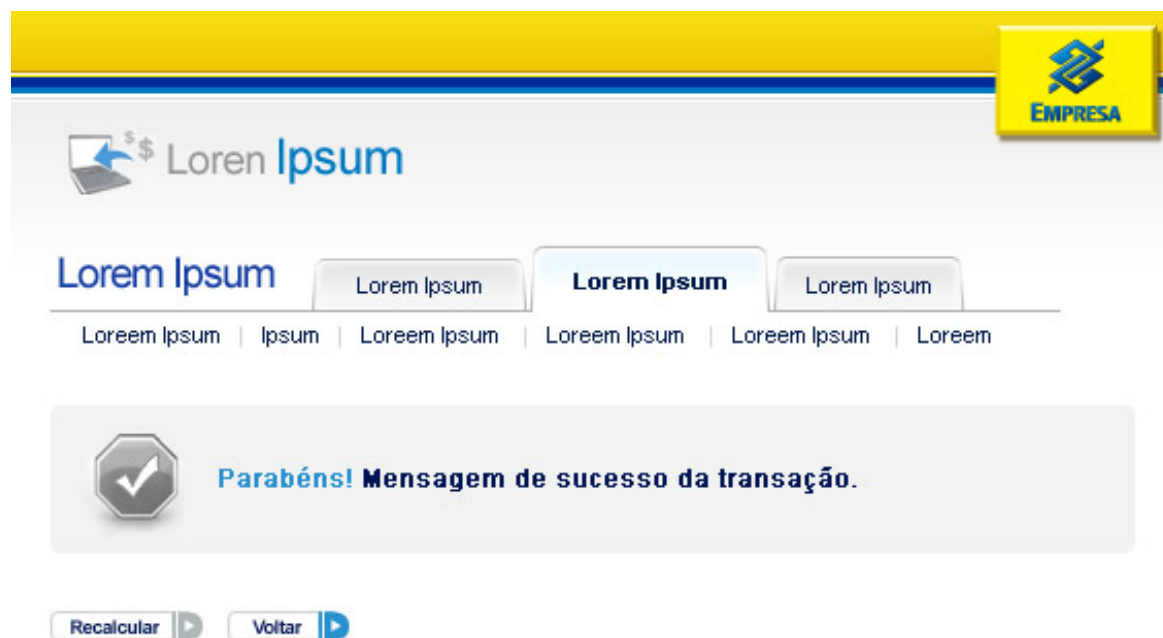 EMPRESA
$ $ Loren Ipsum
Lorem Ipsum Lorem Ipsum Lorem Ipsum Lorem Ipsum
Loreem Ipsum | Ipsum | Loreem Ipsum | Loreem Ipsum | Loreem Ipsum | Loreem
Parabéns! Mensagem de sucesso da transação.
Recalcular Voltar